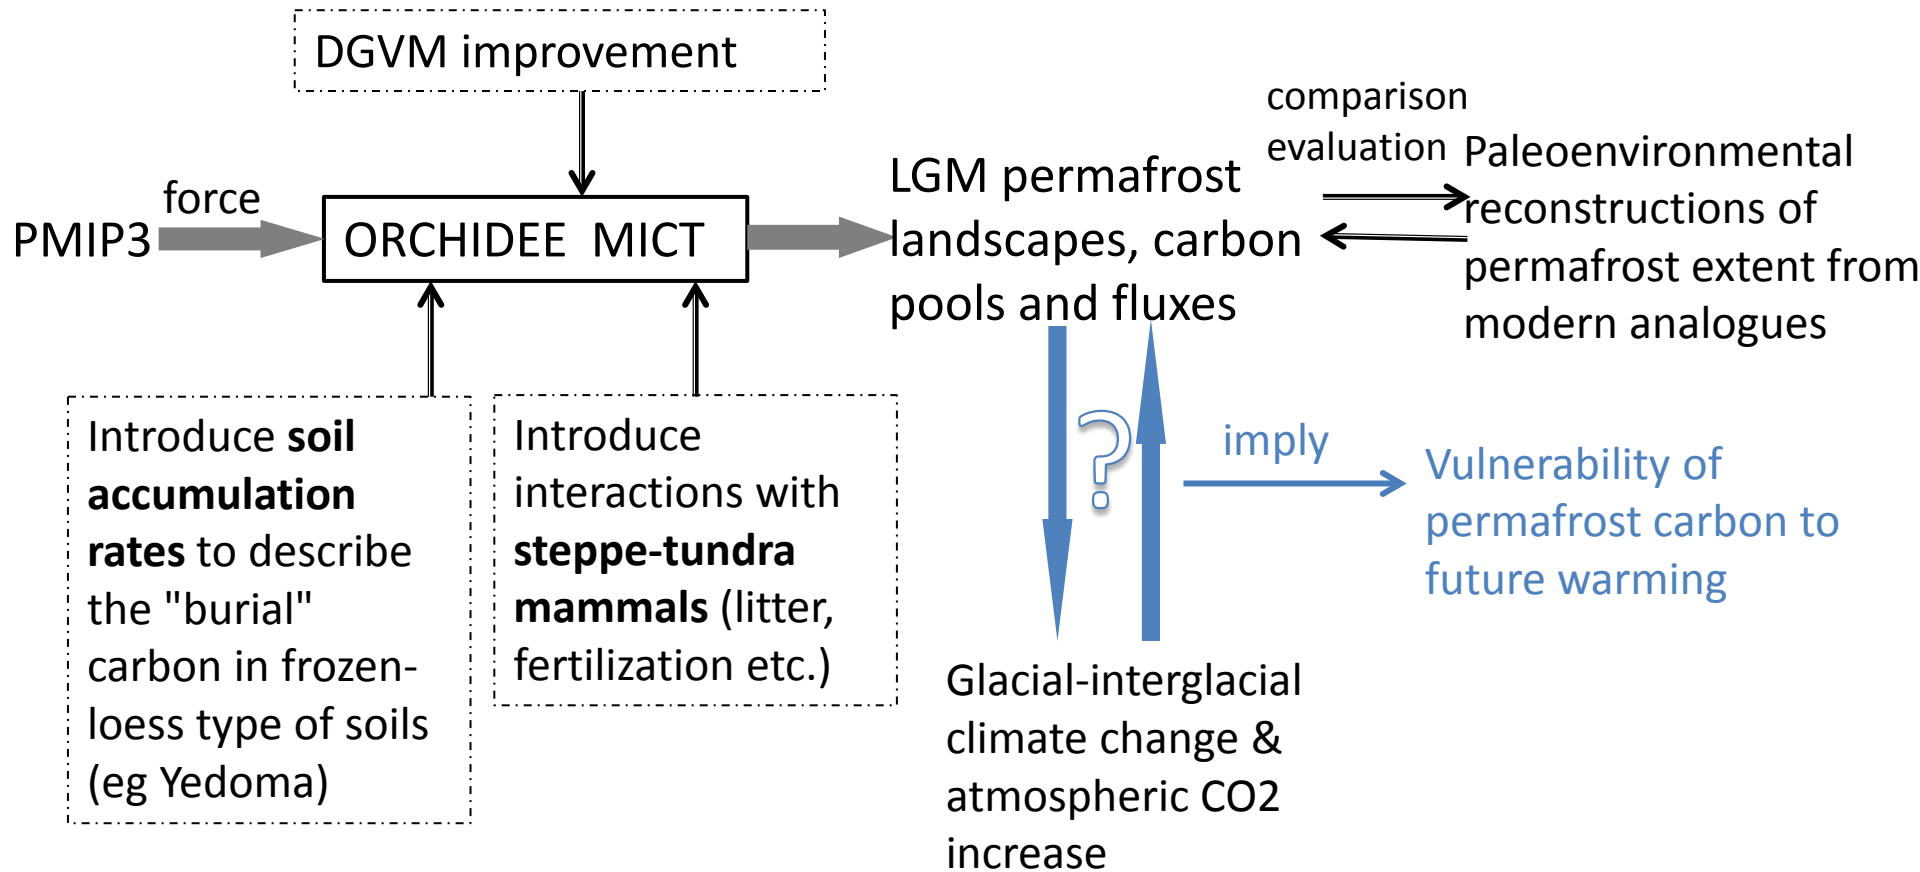 DGVM improvement
PMIP3
force
ORCHIDEE  MICT
LGM permafrost
landscapes, carbon
pools and fluxes
comparison
evaluation
Paleoenvironmental
reconstructions of
permafrost extent from
modern analogues
Introduce soil
accumulation
rates to describe
the "burial"
carbon in frozen-
loess type of soils
(eg Yedoma)
Introduce
interactions with
steppe-tundra
mammals (litter,
fertilization etc.)
?
imply
Vulnerability of
permafrost carbon to
future warming
Glacial-interglacial
climate change &
atmospheric CO2
increase